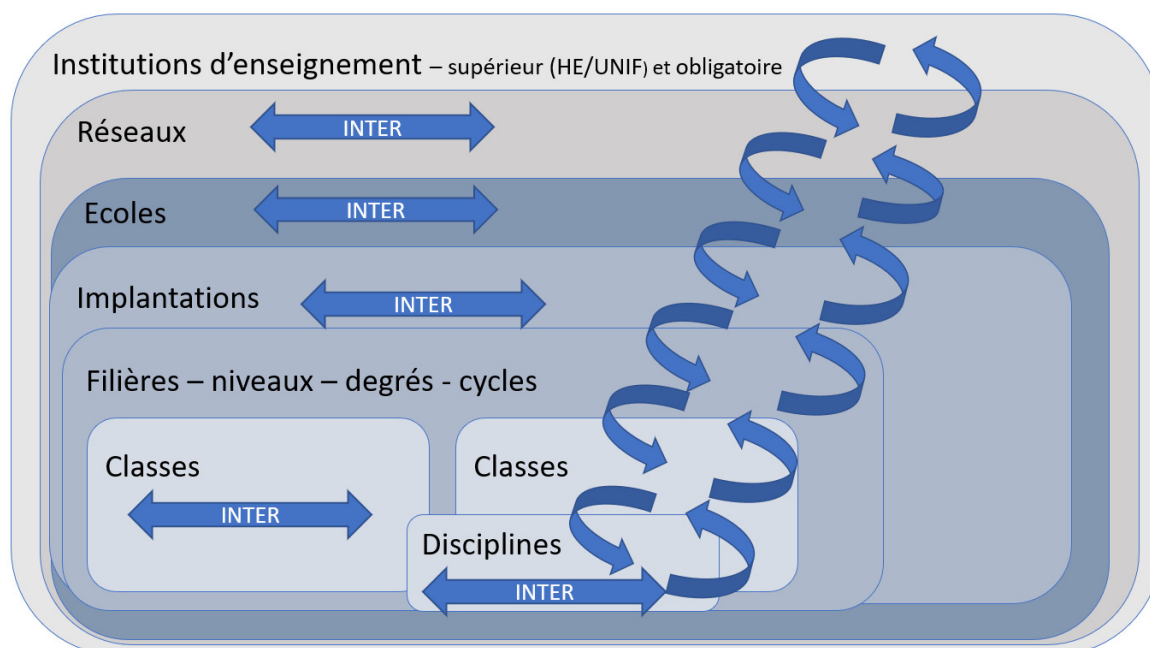 Institutions d'enseignement – supérieur (HE/UNIF) et obligatoire
Réseaux
INTER
Ecoles
INTER
Implantations
INTER
Filières – niveaux – degrés - cycles
Classes
INTER
Classes
Disciplines
INTER